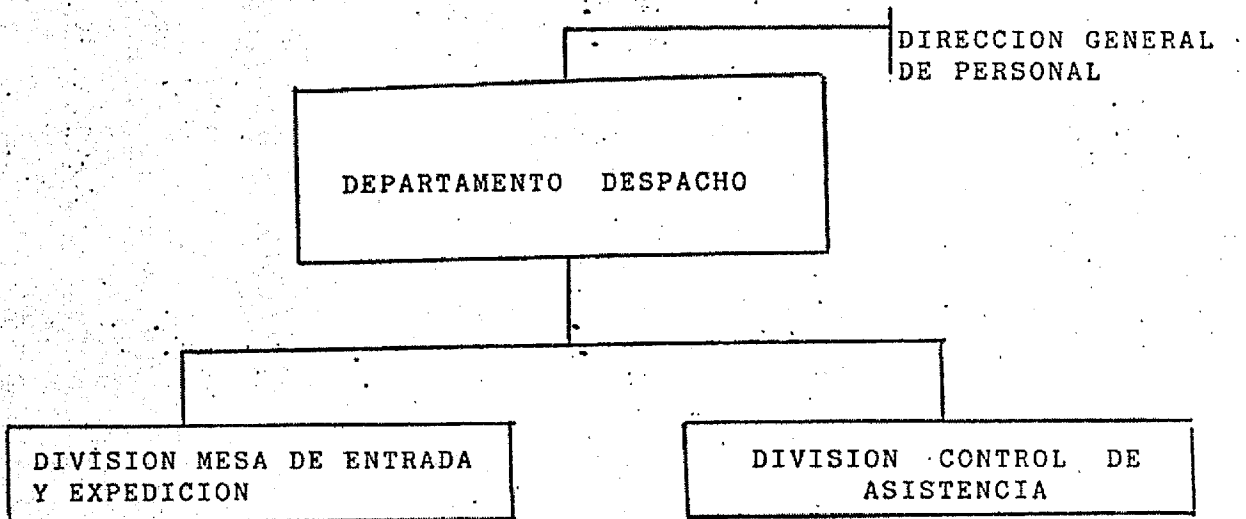 DIRECCION GENERAL
DE PERSONAL
DEPARTAMENTO DESPACHO
DIVISION MESA DE ENTRADA
Y EXPEDICION
DIVISION CONTROL DE
ASISTENCIA